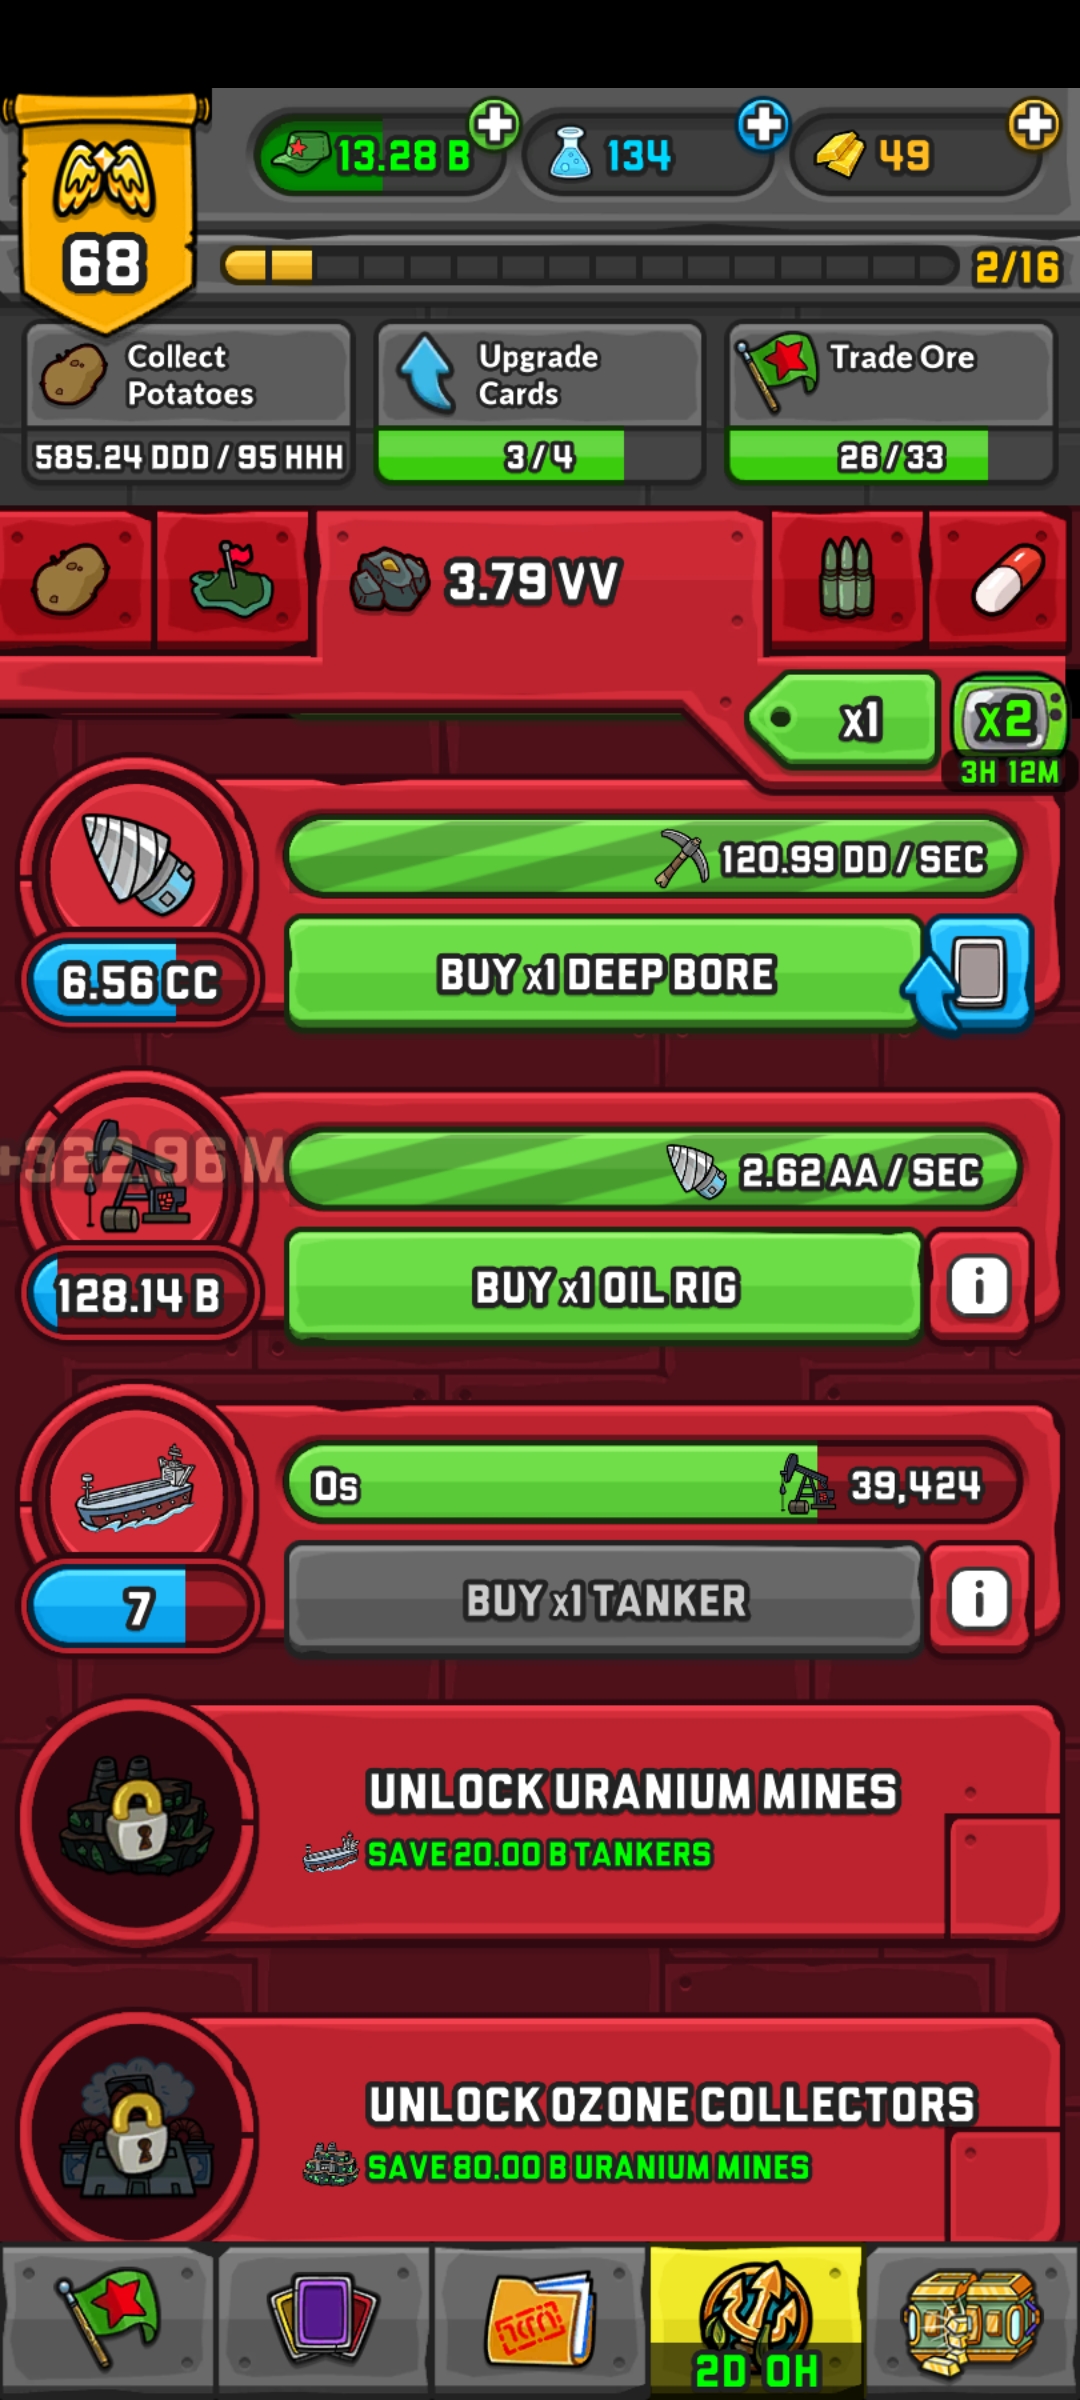 13.28 B
134
49
68
2/16
Collect
Potatoes
585.24 DDD / 95 HHH
Upgrade
Cards
3/4
Trade Ore
26/33
3.79 VV
x1
x2
3H 12M
120.99 DD / SEC
6.56 CC
BUY x1 DEEP BORE
+322.96 M
2.62 AA / SEC
128.14 B
BUY x1 OIL RIG
i
0s
39,424
7
BUY x1 TANKER
i
UNLOCK URANIUM MINES
SAVE 20.00 B TANKERS
UNLOCK OZONE COLLECTORS
SAVE 80.00 B URANIUM MINES
2D 0H